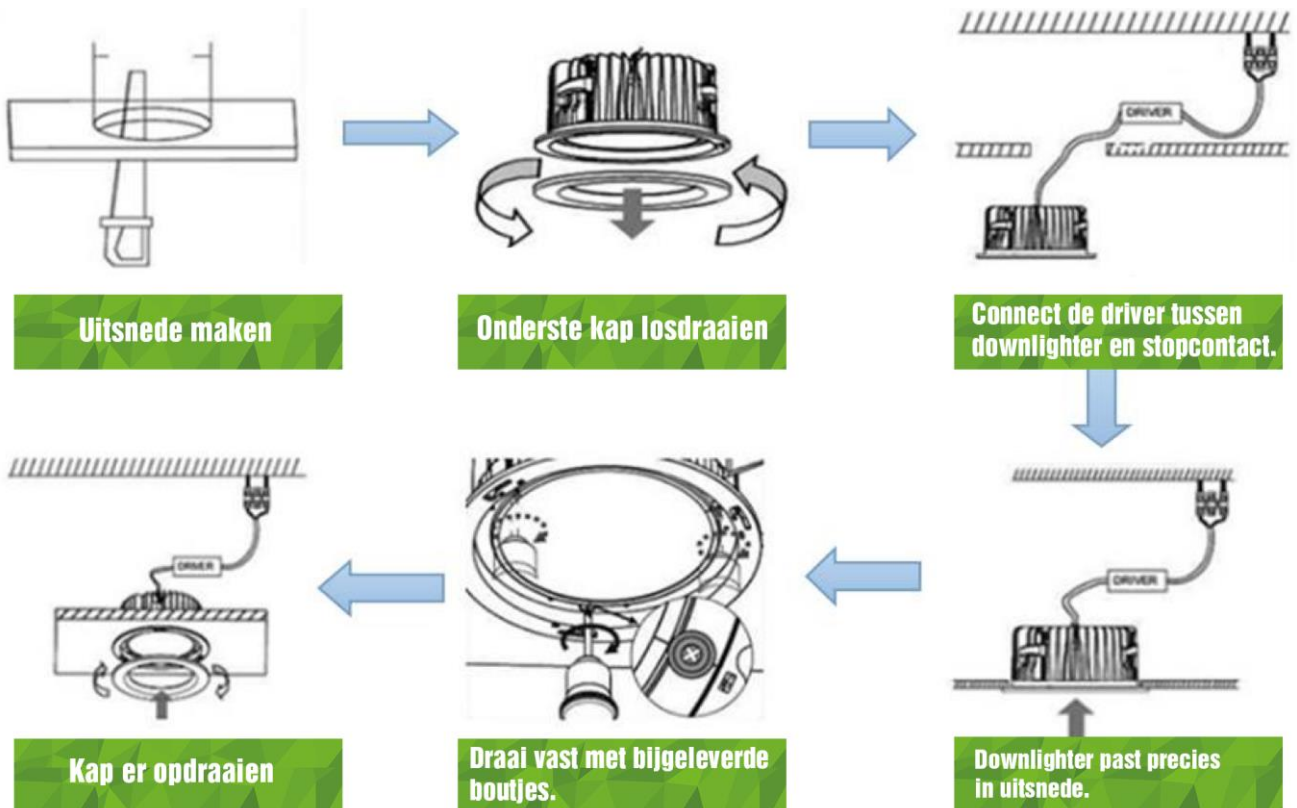 DRIVER
Uitsnede maken
Onderste kap losdraaien
Connect de driver tussen
downlighter en stopcontact.
DRIVER
Downlighter past precies
in uitsnede.
Draai vast met bijgeleverde
boutjes.
DRIVER
Kap er opdraaien